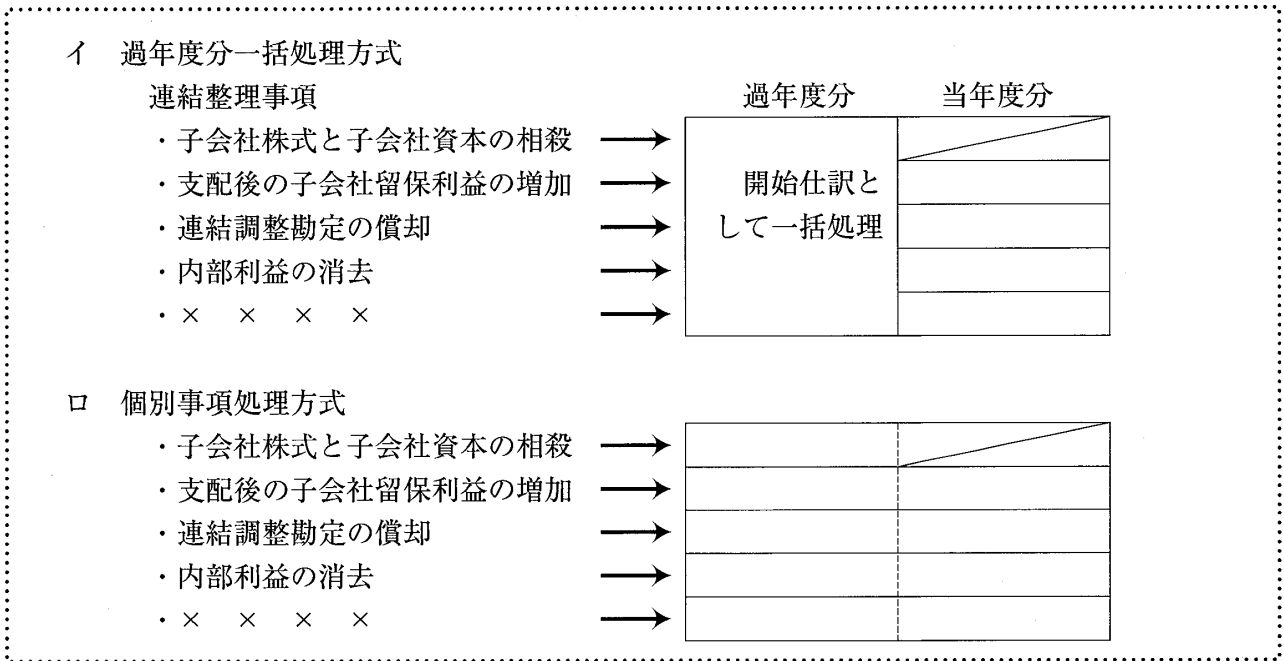 イ 過年度分一括処理方式
連結整理事項 過年度分 当年度分
・子会社株式と子会社資本の相殺
・支配後の子会社留保利益の増加 開始仕訳と
・連結調整勘定の償却 して一括処理
・内部利益の消去
・× × × ×
ロ 個別事項処理方式
・子会社株式と子会社資本の相殺
・支配後の子会社留保利益の増加
・連結調整勘定の償却
・内部利益の消去
・× × × ×